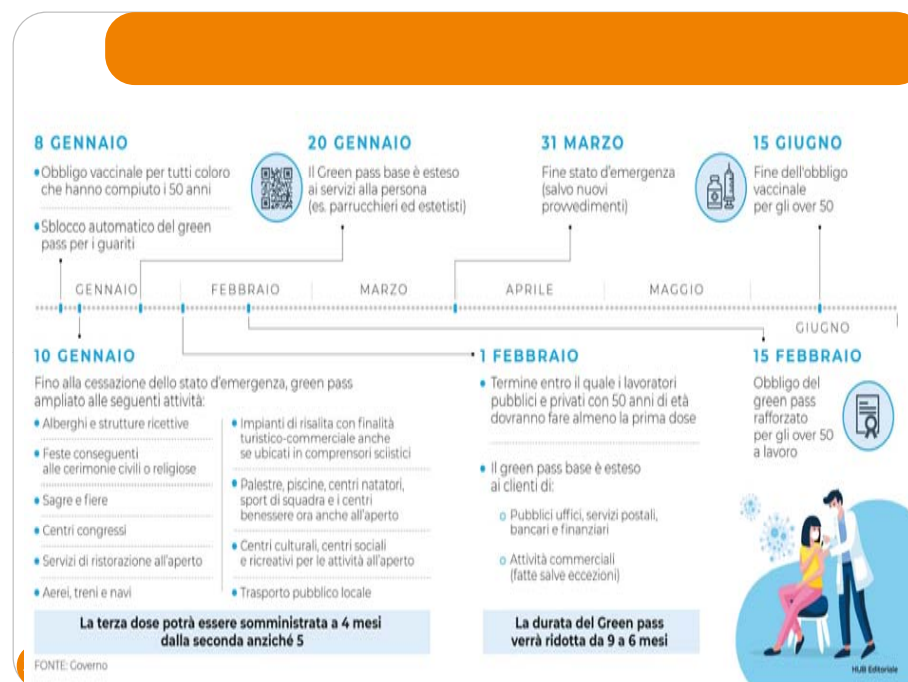 8 GENNAIO
• Obbligo vaccinale per tutti coloro
che hanno compiuto i 50 anni
• Sblocco automatico del green
pass per i guariti
20 GENNAIO
Il Green pass base è esteso
ai servizi alla persona
(es. parrucchieri ed estetisti)
31 MARZO
Fine stato d'emergenza
(salvo nuovi
provvedimenti)
15 GIUGNO
Fine dell'obbligo
vaccinale
per gli over 50
GENNAIO
FEBBRAIO
MARZO
APRILE
MAGGIO
GIUGNO
10 GENNAIO
Fino alla cessazione dello stato d'emergenza, green pass
ampliato alle seguenti attività:
• Alberghi e strutture ricettive
• Feste conseguenti
alle cerimonie civili o religiose
• Sagre e fiere
• Centri congressi
• Servizi di ristorazione all'aperto
• Aerei, treni e navi
• Impianti di risalita con finalità
turistico-commerciale anche
se ubicati in comprensori sciistici
• Palestre, piscine, centri natatori,
sport di squadra e i centri
benessere ora anche all'aperto
• Centri culturali, centri sociali
e ricreativi per le attività all'aperto
• Trasporto pubblico locale
La terza dose potrà essere somministrata a 4 mesi
dalla seconda anziché 5
1 FEBBRAIO
• Termine entro il quale i lavoratori
pubblici e privati con 50 anni di età
dovranno fare almeno la prima dose
• Il green pass base è esteso
ai clienti di:
o Pubblici uffici, servizi postali,
bancari e finanziari
o Attività commerciali
(fatte salve eccezioni)
La durata del Green pass
verrà ridotta da 9 a 6 mesi
15 FEBBRAIO
Obbligo del
green pass
rafforzato
per gli over 50
a lavoro
FONTE: Governo
HUB Editoriale